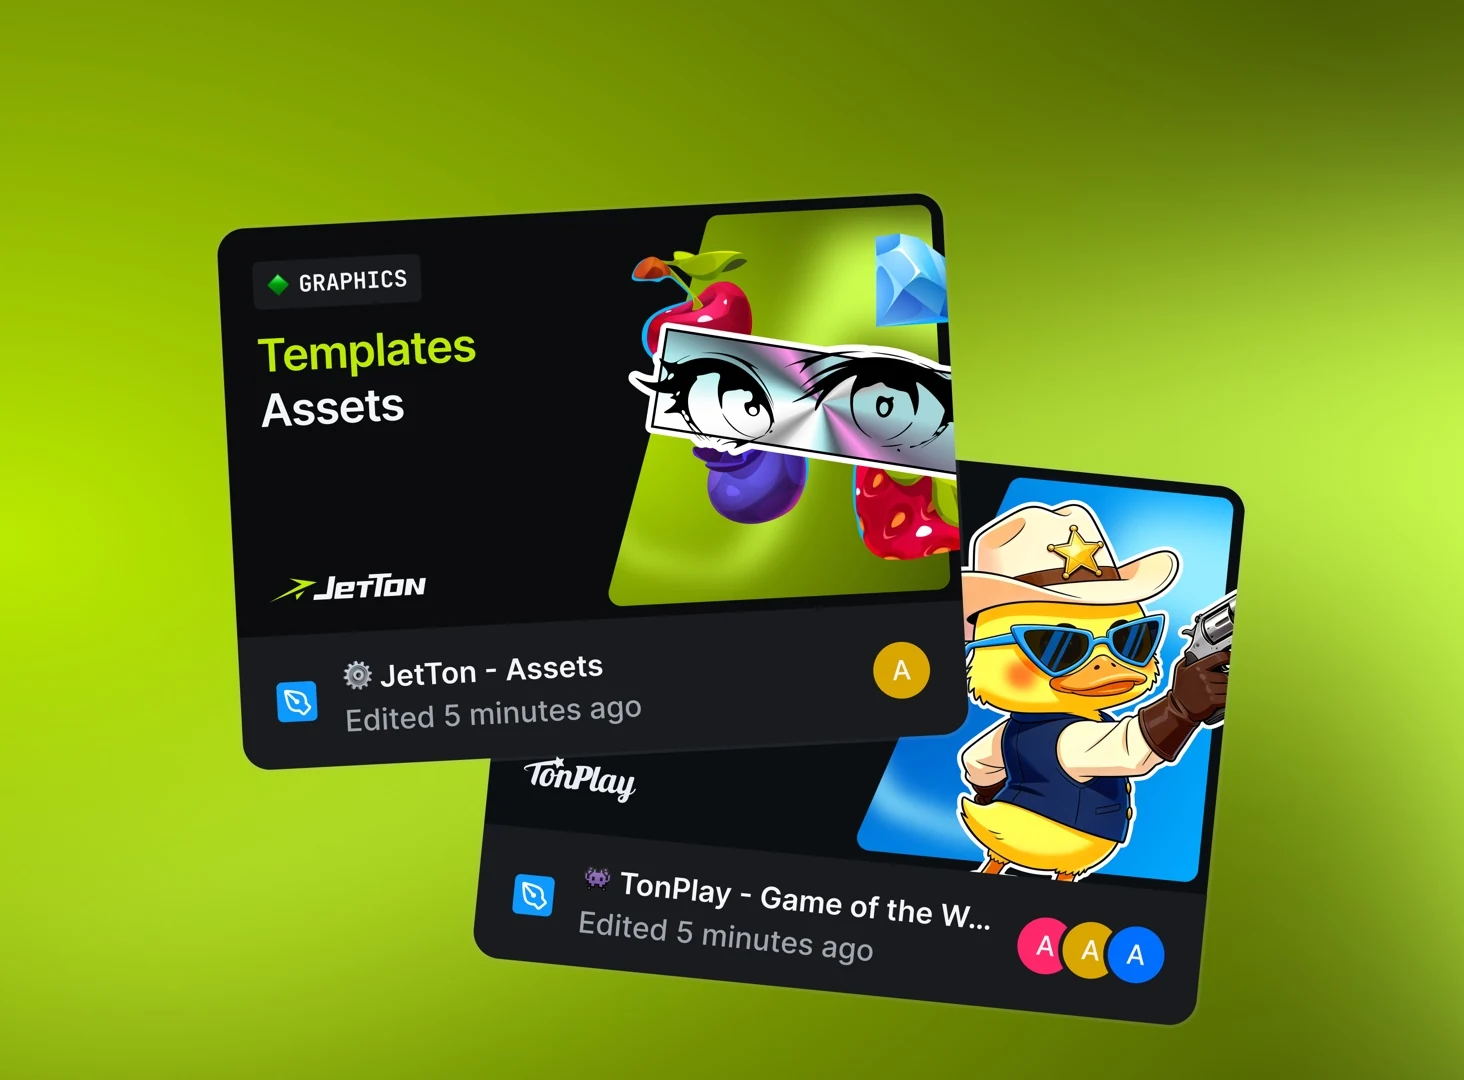 GRAPHICS
Templates
Assets
JETTON
JetTon - Assets
Edited 5 minutes ago
A
TonPlay
TonPlay - Game of the W...
Edited 5 minutes ago
A A A